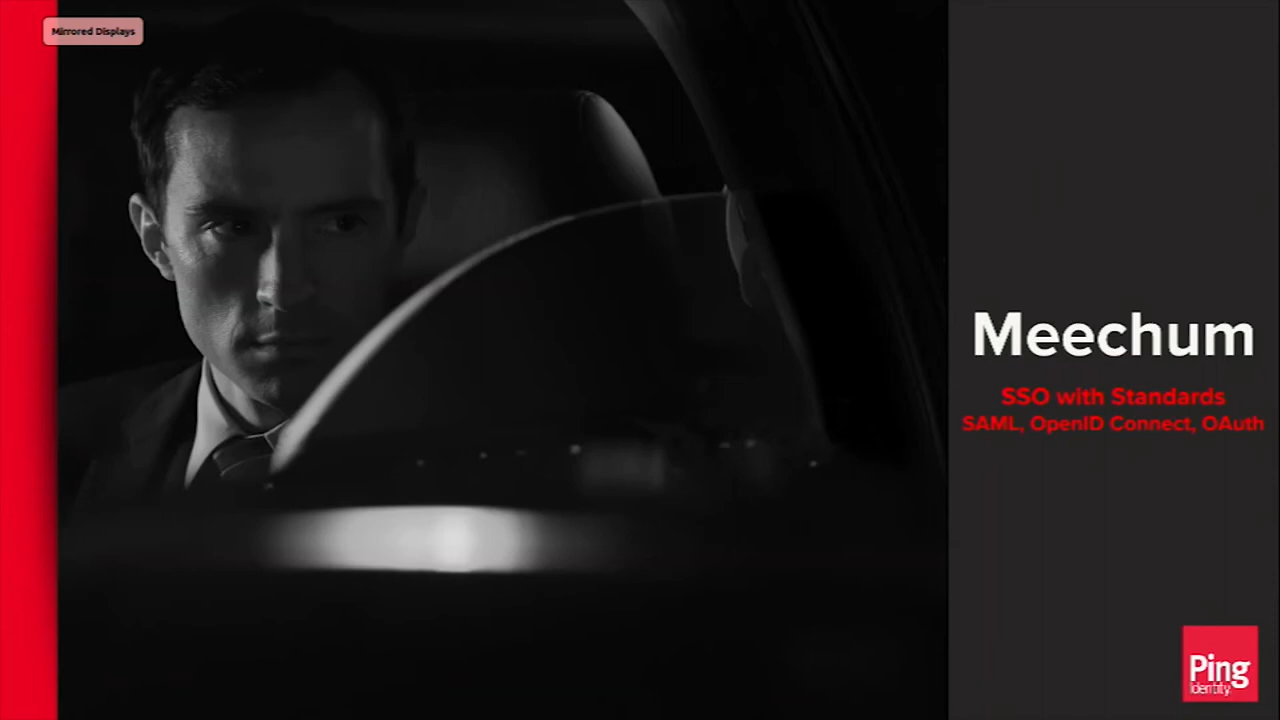 Mirrored Displays
Meechum
SSO with Standards
SAML, OpenID Connect, OAuth
Ping
Identity.